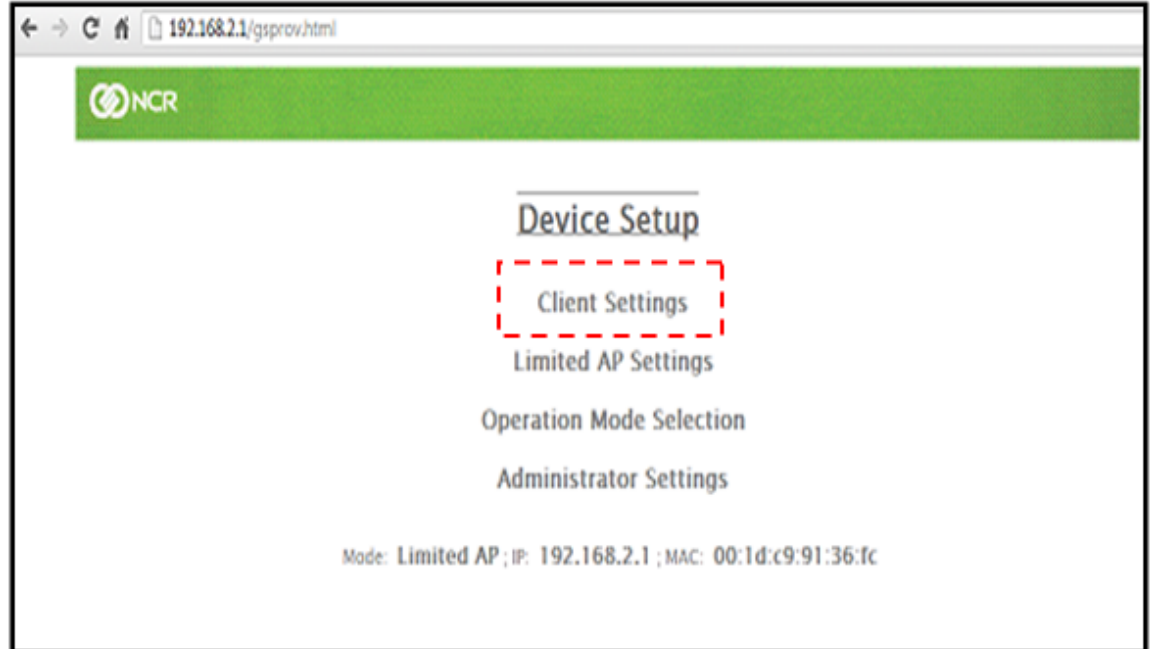 192.168.2.1/gsprov.html
NCR
Device Setup
Client Settings
Limited AP Settings
Operation Mode Selection
Administrator Settings
Mode: Limited AP ; IP: 192.168.2.1 ; MAC: 00:1d:c9:91:36:fc